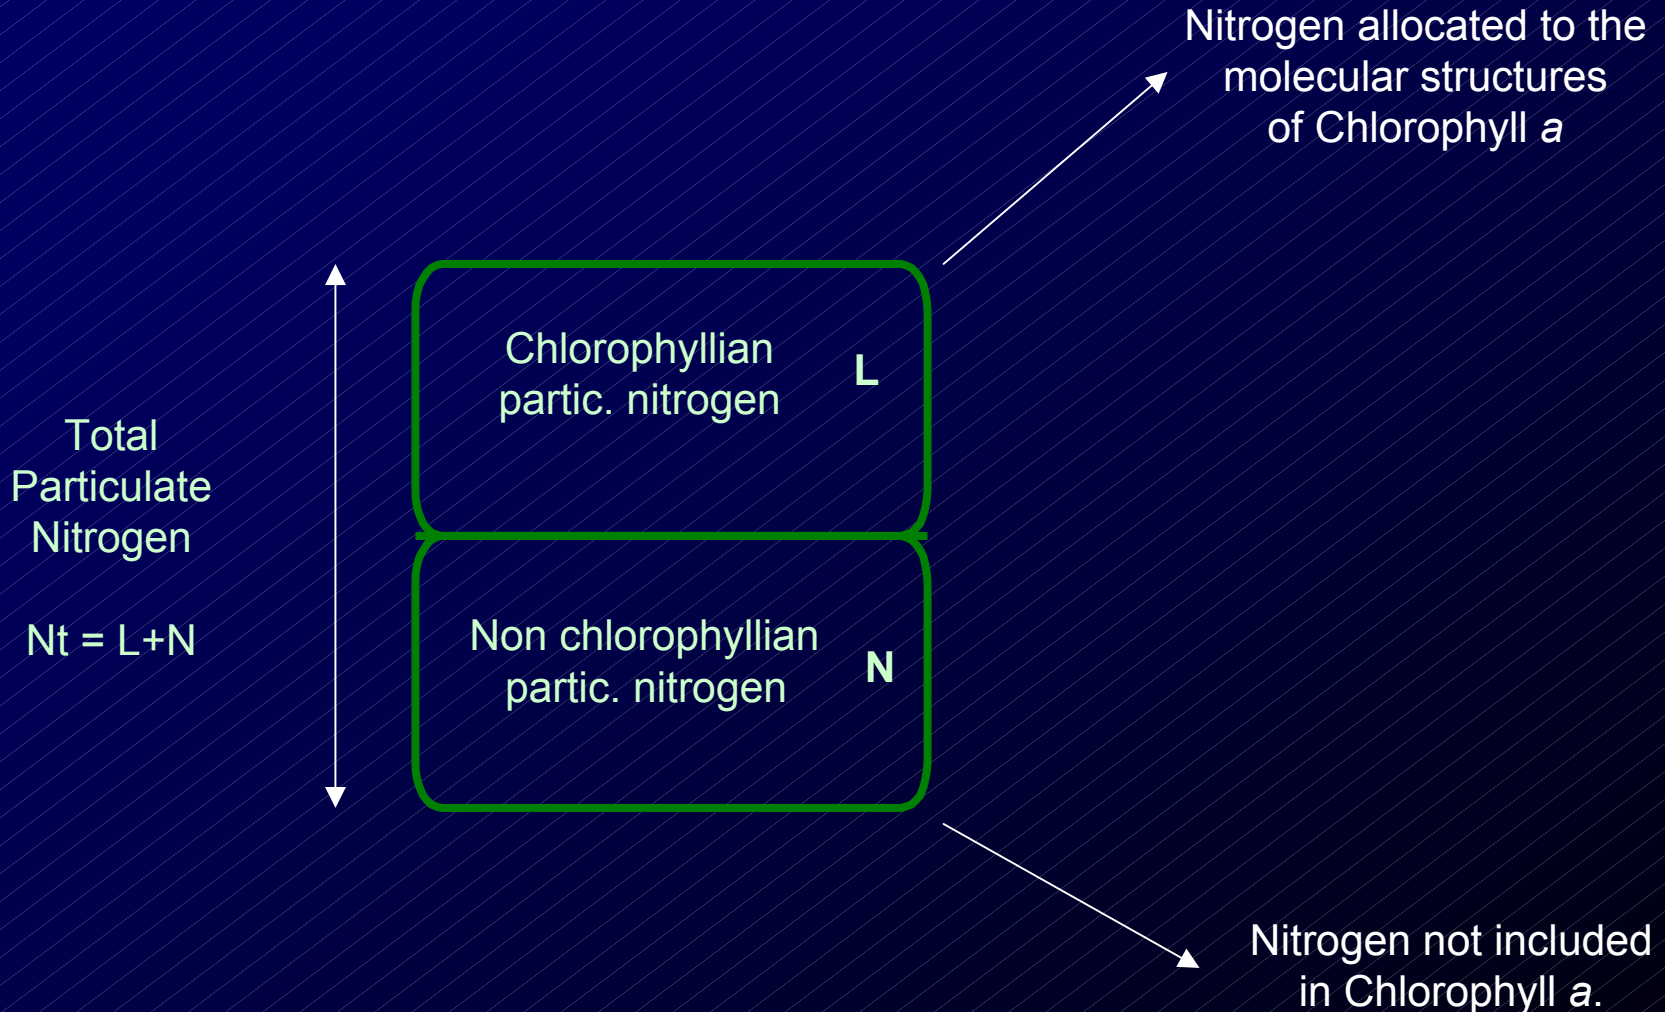 Nitrogen allocated to the
molecular structures
of Chlorophyll a
Chlorophyllian
partic. nitrogen
L
Total
Particulate
Nitrogen
Nt = L+N
Non chlorophyllian
partic. nitrogen
N
Nitrogen not included
in Chlorophyll a.